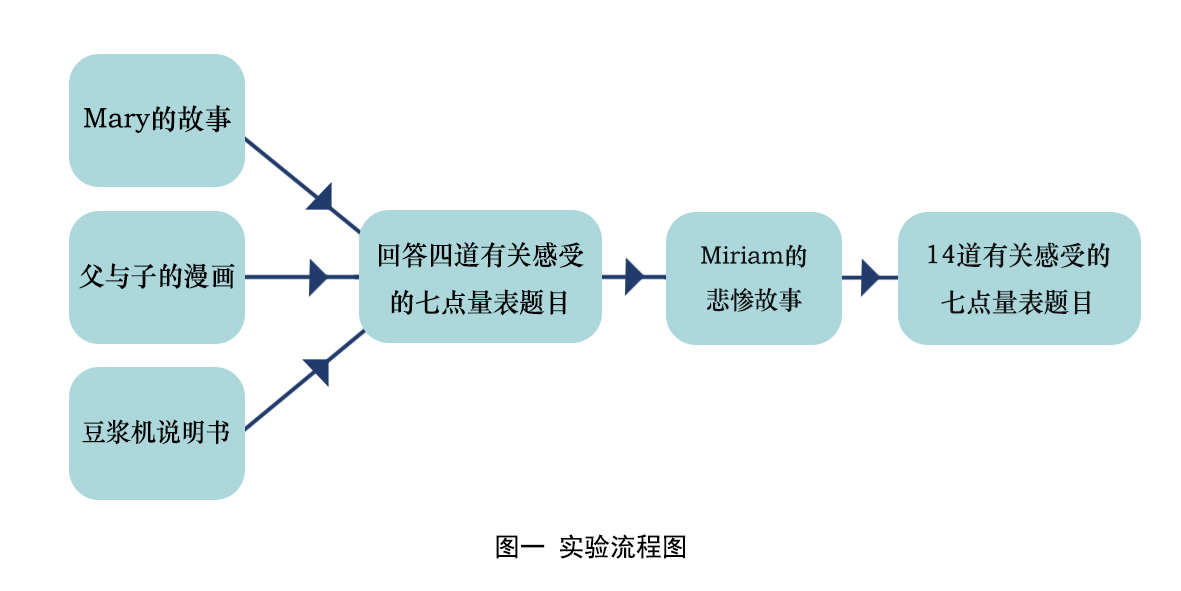 Mary的故事
父与子的漫画
豆浆机说明书
回答四道有关感受
的七点量表题目
Miriam的
悲惨故事
14道有关感受的
七点量表题目
图一 实验流程图